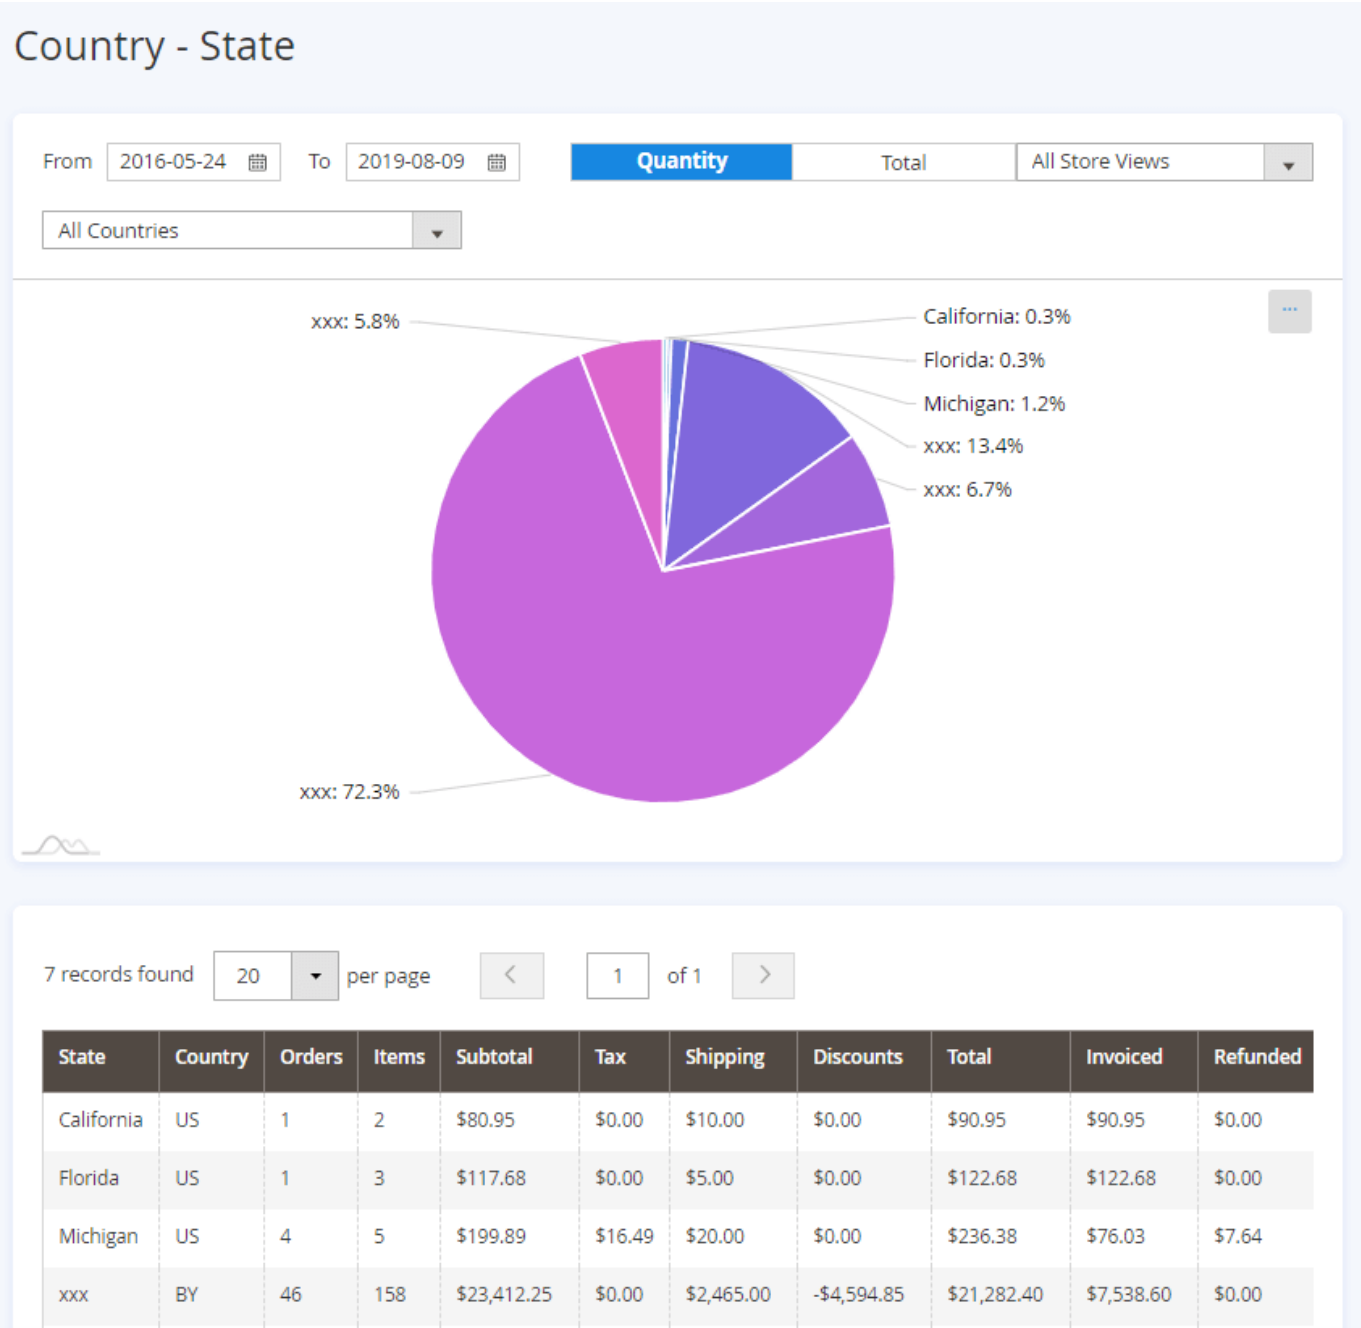 Country - State
From 2016-05-24 To 2019-08-09 Quantity Total All Store Views
All Countries
...
xxx: 5.8%
California: 0.3%
Florida: 0.3%
Michigan: 1.2%
xxx: 13.4%
xxx: 6.7%
xxx: 72.3%
7 records found 20 per page < 1 of 1 >
State Country Orders Items Subtotal Tax Shipping Discounts Total Invoiced Refunded
California US 1 2 $80.95 $0.00 $10.00 $0.00 $90.95 $90.95 $0.00
Florida US 1 3 $117.68 $0.00 $5.00 $0.00 $122.68 $122.68 $0.00
Michigan US 4 5 $199.89 $16.49 $20.00 $0.00 $236.38 $76.03 $7.64
xxx BY 46 158 $23,412.25 $0.00 $2,465.00 -$4,594.85 $21,282.40 $7,538.60 $0.00